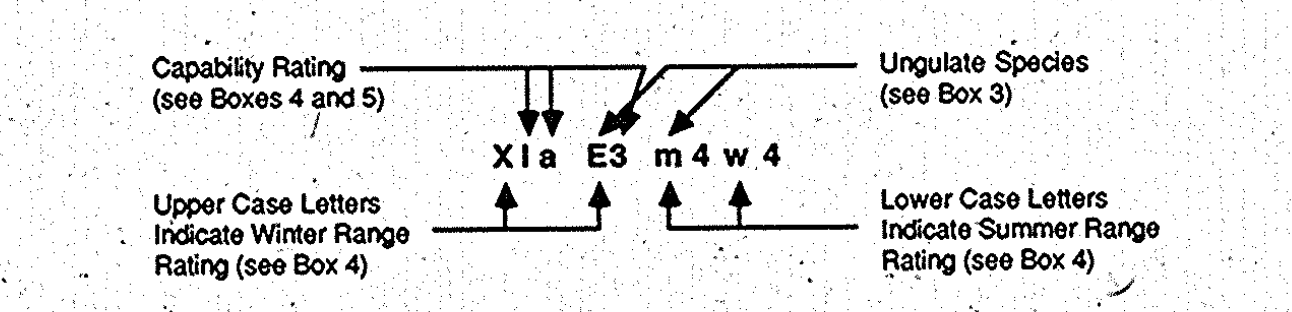 Capability Rating
(see Boxes 4 and 5)
Ungulate Species
(see Box 3)
X I a E3 m 4 w 4
Upper Case Letters
Indicate Winter Range
Rating (see Box 4)
Lower Case Letters
Indicate Summer Range
Rating (see Box 4)